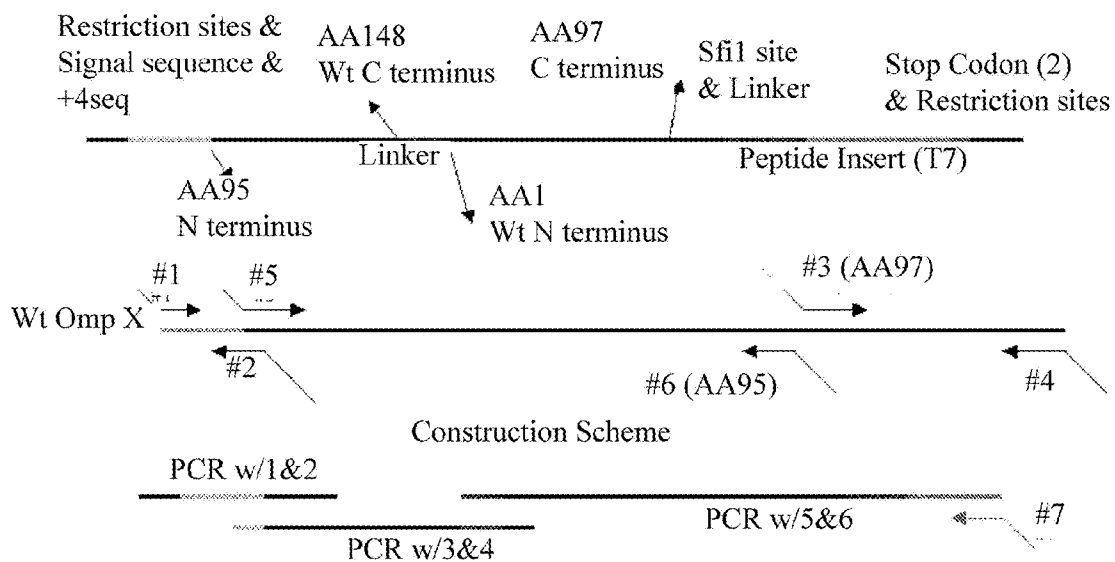 Restriction sites &
Signal sequence &
+4seq
AA148
Wt C terminus
AA97
C terminus
Sfi1 site
& Linker
Stop Codon (2)
& Restriction sites
Linker
Peptide Insert (T7)
AA95
N terminus
AA1
Wt N terminus
#1
#5
#3 (AA97)
Wt Omp X
#2
#6 (AA95)
#4
Construction Scheme
PCR w/1&2
PCR w/3&4
PCR w/5&6
#7